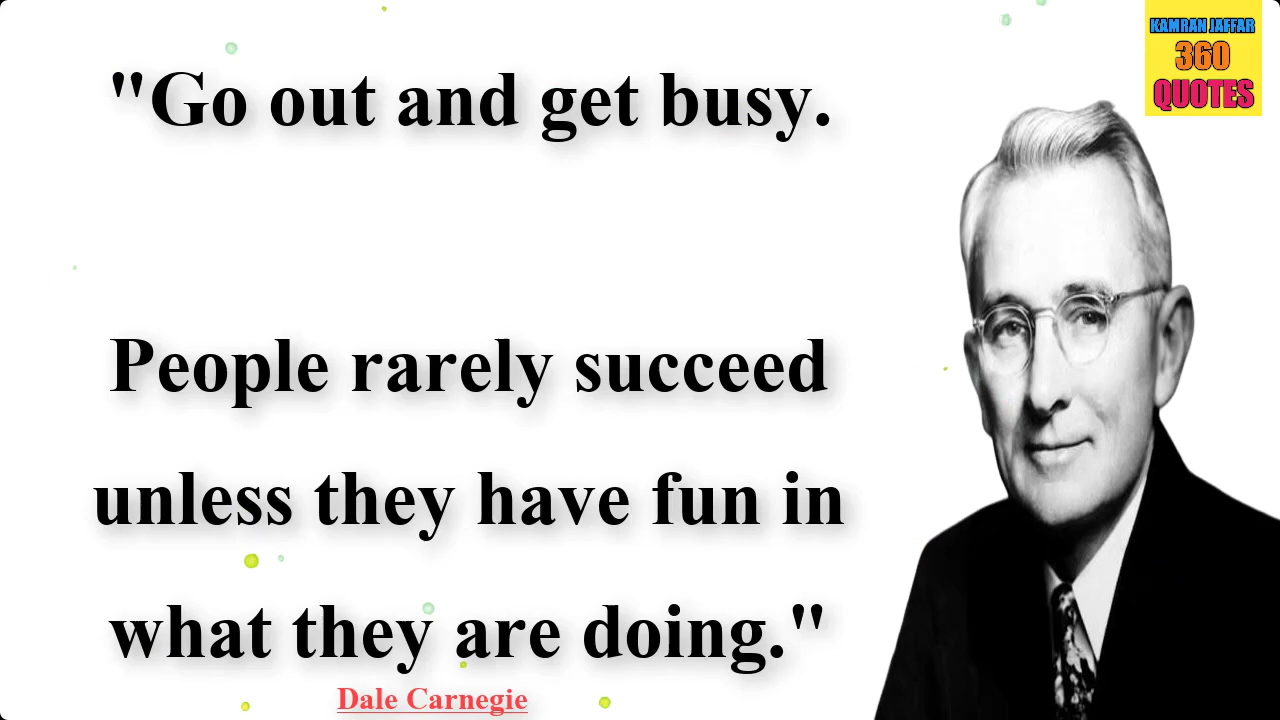 KAMRAN JAFFAR
360
QUOTES
"Go out and get busy.
People rarely succeed
unless they have fun in
what they are doing."
Dale Carnegie